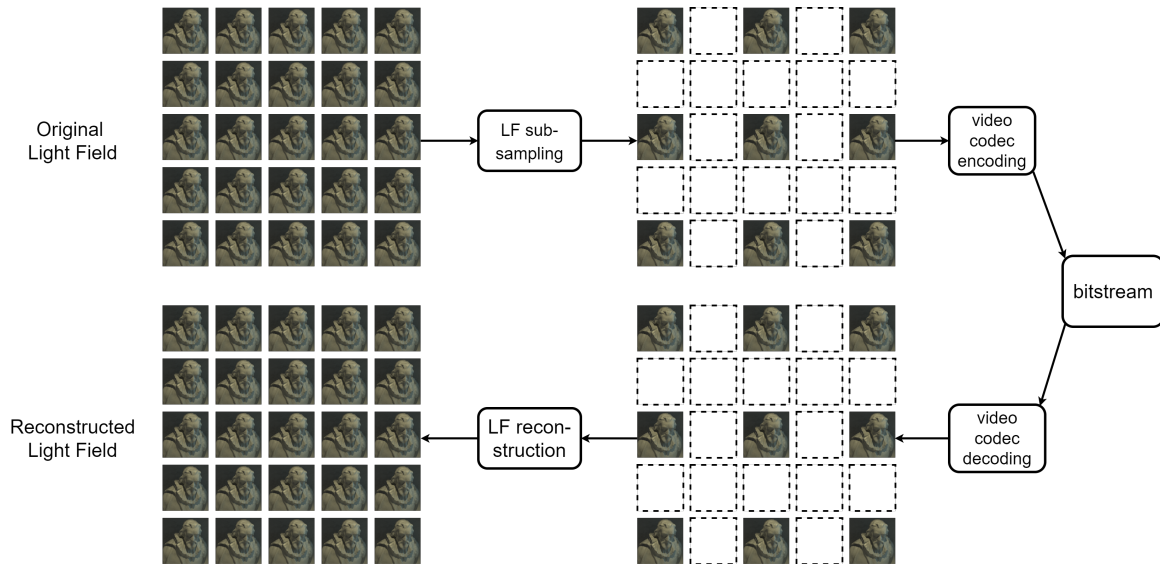 Original
Light Field
LF sub-
sampling
video
codec
encoding
bitstream
Reconstructed
Light Field
LF recon-
struction
video
codec
decoding